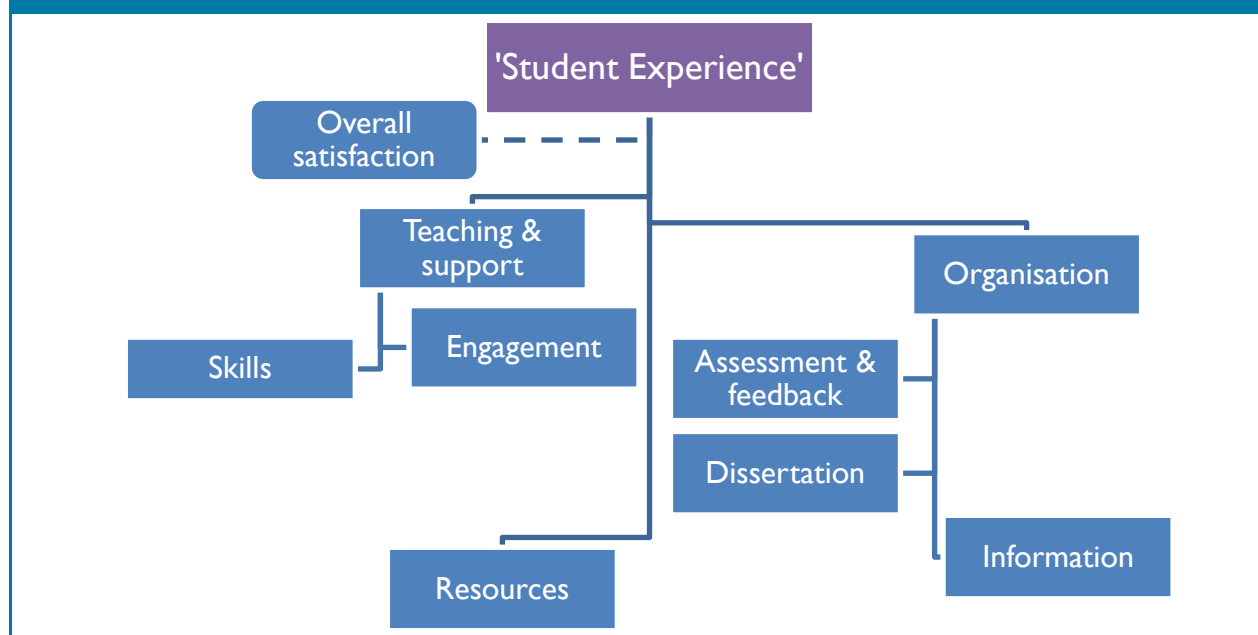 'Student Experience'
Overall
satisfaction
Teaching &
support
Organisation
Skills
Engagement
Assessment &
feedback
Dissertation
Information
Resources